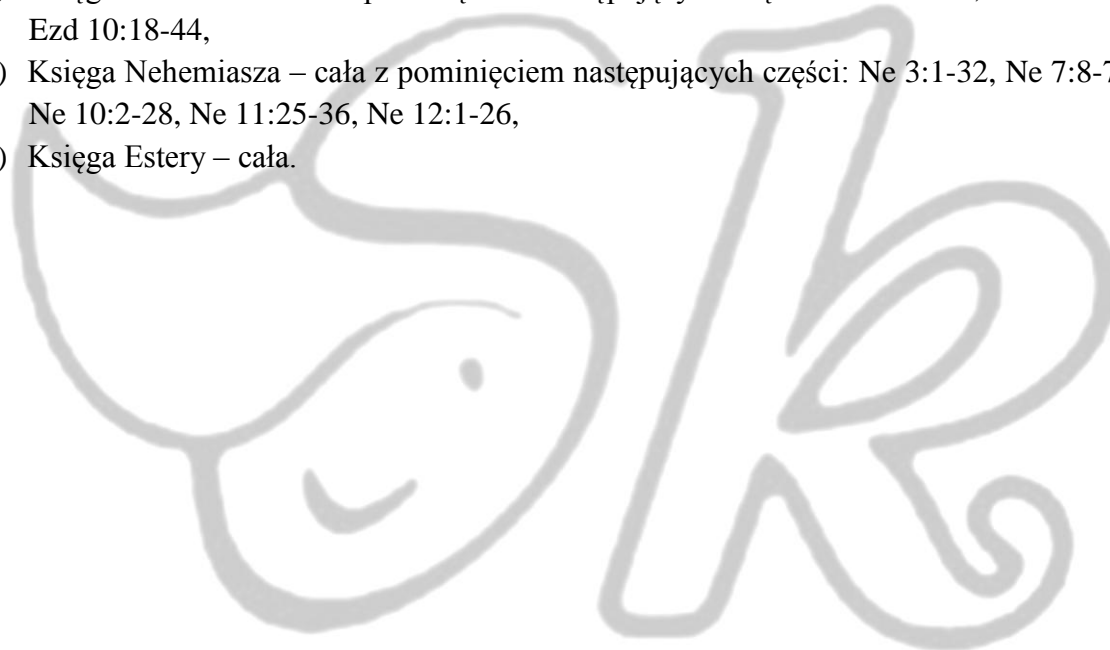 Ezd 10:18-44,
) Księga Nehemiasza – cała z pominięciem następujących części: Ne 3:1-32, Ne 7:8-7
Ne 10:2-28, Ne 11:25-36, Ne 12:1-26,
) Księga Estery – cała.